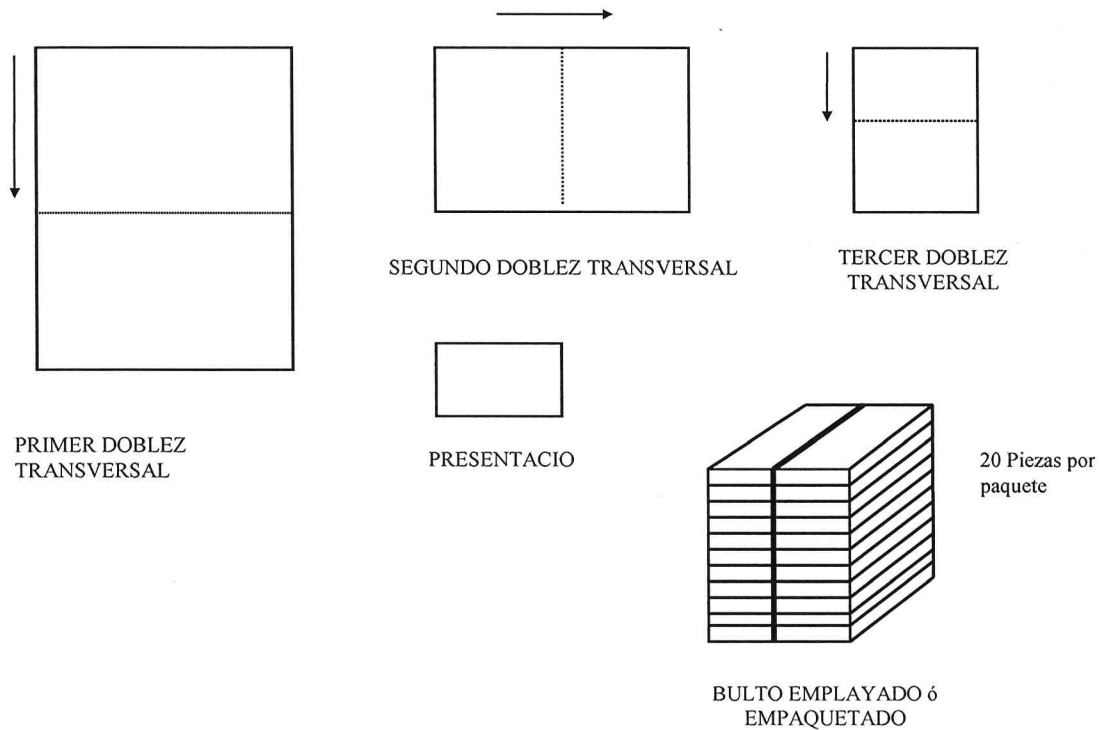 SEGUNDO DOBLEZ TRANSVERSAL
TERCER DOBLEZ
TRANSVERSAL
PRIMER DOBLEZ
TRANSVERSAL
PRESENTACIO
20 Piezas por
paquete
BULTO EMPLAYADO ó
EMPAQUETADO